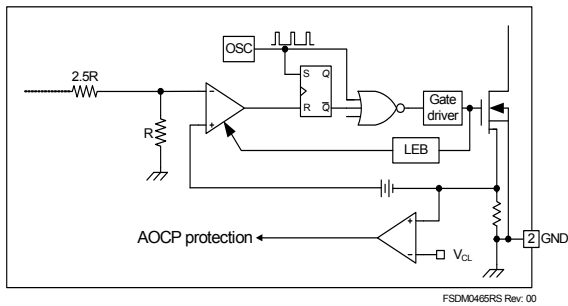 OSC
2.5R
S Q
R Q̅
−
+
R
Gate
driver
LEB
+
−
AOCP protection
V_CL
2 GND
FSDM0465RS Rev: 00